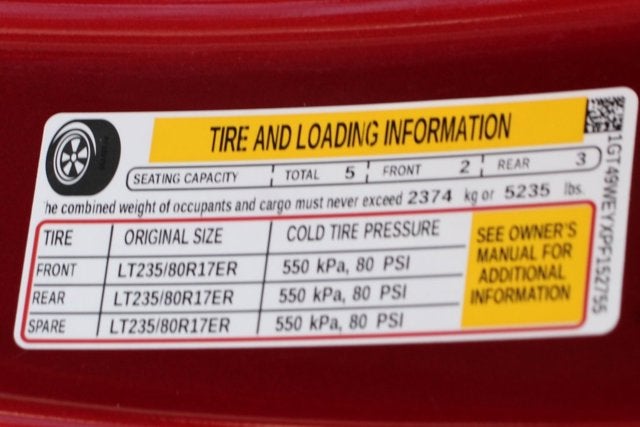 TIRE AND LOADING INFORMATION
SEATING CAPACITY TOTAL 5 FRONT 2 REAR 3
he combined weight of occupants and cargo must never exceed 2374 kg or 5235 lbs.
TIRE ORIGINAL SIZE COLD TIRE PRESSURE
FRONT LT235/80R17ER 550 kPa, 80 PSI
REAR LT235/80R17ER 550 kPa, 80 PSI
SPARE LT235/80R17ER 550 kPa, 80 PSI
SEE OWNER'S
MANUAL FOR
ADDITIONAL
INFORMATION
1GT49WEYXPF152755